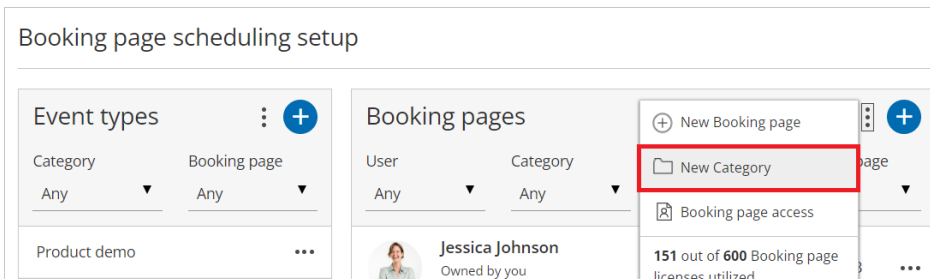 Booking page scheduling setup
Event types
Booking pages
New Booking page
Category
Booking page
User
Category
New Category
page
Any
Any
Any
Any
Booking page access
Product demo
Jessica Johnson
Owned by you
151 out of 600 Booking page
licenses utilized